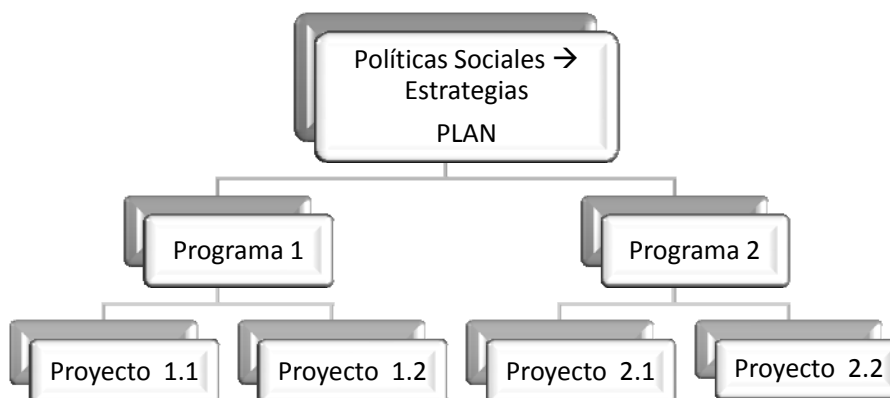 Políticas Sociales →
Estrategias
PLAN
Programa 1
Programa 2
Proyecto 1.1
Proyecto 1.2
Proyecto 2.1
Proyecto 2.2